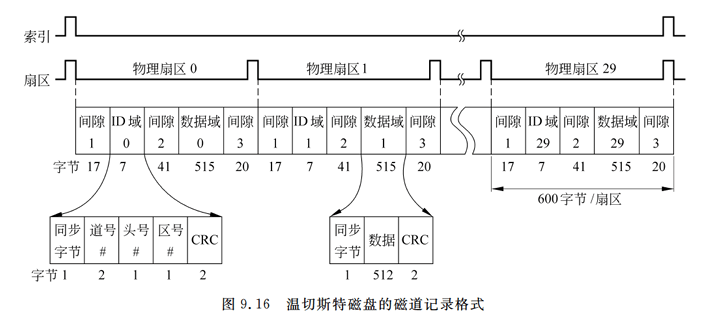 索引
扇区 物理扇区 0 物理扇区1 物理扇区 29
间隙 ID 域 间隙 数据域 间隙 间隙 ID 域 间隙 数据域 间隙 间隙 ID 域 间隙 数据域 间隙
1 0 2 0 3 1 1 2 1 3 1 29 2 29 3
字节 17 7 41 515 20 17 7 41 515 20 17 7 41 515 20
600字节/扇区
同步 道号 头号 区号 CRC 同步 数据 CRC
字节 # # # 字节
字节 1 2 1 1 2 1 512 2
图 9.16 温切斯特磁盘的磁道记录格式